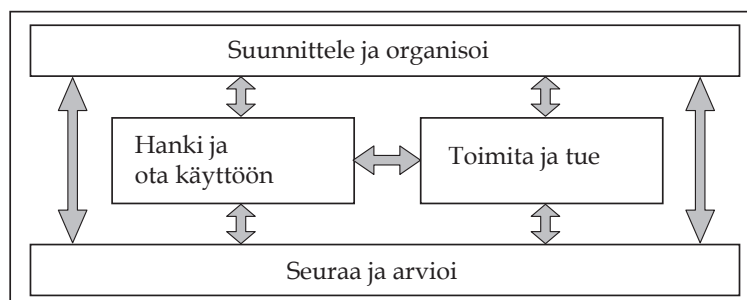 Suunnittele ja organisoi
Hanki ja
ota käyttöön
Toimita ja tue
Seuraa ja arvioi